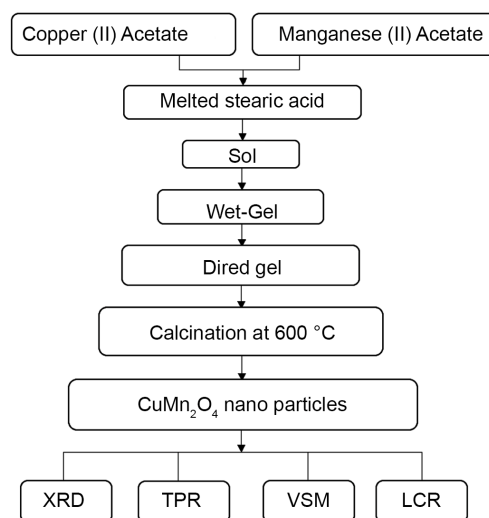 Copper (II) Acetate
Manganese (II) Acetate
Melted stearic acid
Sol
Wet-Gel
Dired gel
Calcination at 600 °C
CuMn₂O₄ nano particles
XRD
TPR
VSM
LCR